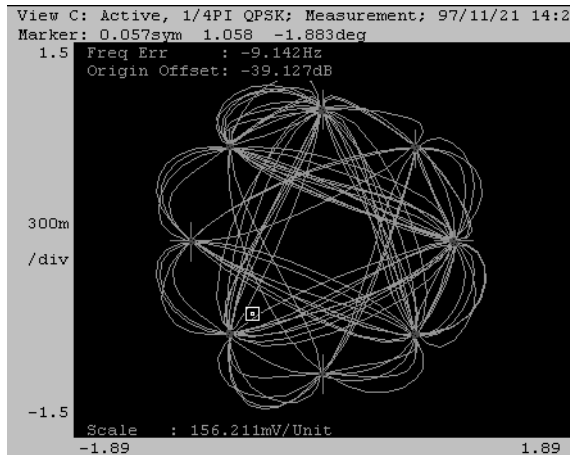 View C: Active, 1/4PI QPSK; Measurement; 97/11/21 14:2
Marker: 0.057sym 1.058 -1.883deg
1.5 Freq Err : -9.142Hz
Origin Offset: -39.127dB
300m
/div
-1.5
Scale : 156.211mV/Unit
-1.89 1.89